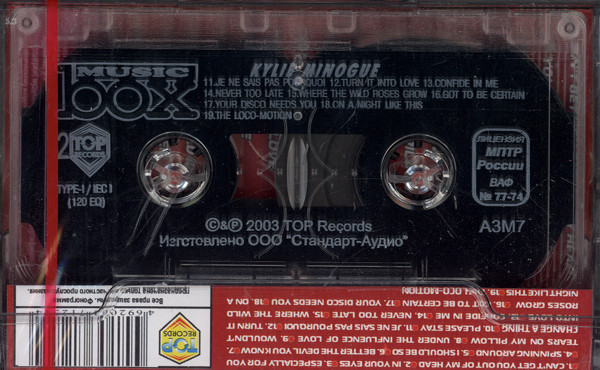 MUSIC
box
KYLIE MINOGUE
11.JE NE SAIS PAS POURQUOI 12.TURN IT INTO LOVE 13.CONFIDE IN ME
14.NEVER TOO LATE 15.WHERE THE WILD ROSES GROW 16.GOT TO BE CERTAIN
17.YOUR DISCO NEEDS YOU 18.ON A NIGHT LIKE THIS
19.THE LOCO-MOTION
2
TOP
RECORDS
TYPE-I / IEC I
(120 EQ)
ЛИЦЕНЗИЯ
МПТР
России
ВАФ
№ 77-74
©&℗ 2003 TOP Records
Изготовлено ООО "Стандарт-Аудио"
А3М7
1. CAN'T GET YOU OUT OF MY HEAD 2. IN YOUR EYES 3. ESPECIALLY FOR YOU
4. SPINNING AROUND 5. I SHOULD BE SO 6. BETTER THE DEVIL YOU KNOW 7.
TEARS ON MY PILLOW 8. UNDER THE INFLUENCE OF LOVE 9. WOULDN'T
CHANGE A THING 10. PLEASE STAY 11. JE NE SAIS PAS POURQUOI 12. TURN IT
INTO LOVE 13. CONFIDE IN ME 14. NEVER TOO LATE 15. WHERE THE WILD
ROSES GROW 16. GOT TO BE CERTAIN 17. YOUR DISCO NEEDS YOU 18. ON A
NIGHT LIKE THIS 19. THE LOCO-MOTION
TOP
RECORDS
Все права защищены. Фонограмма